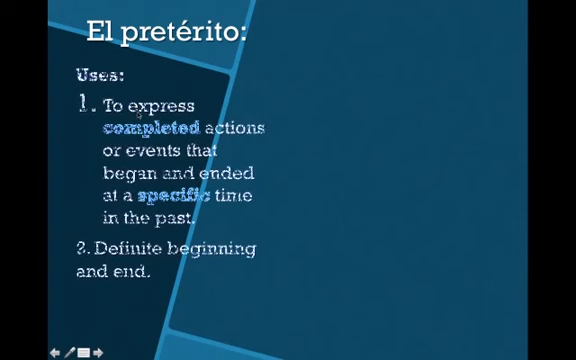 El pretérito:
Uses:
1. To express
completed actions
or events that
began and ended
at a specific time
in the past.
2. Definite beginning
and end.